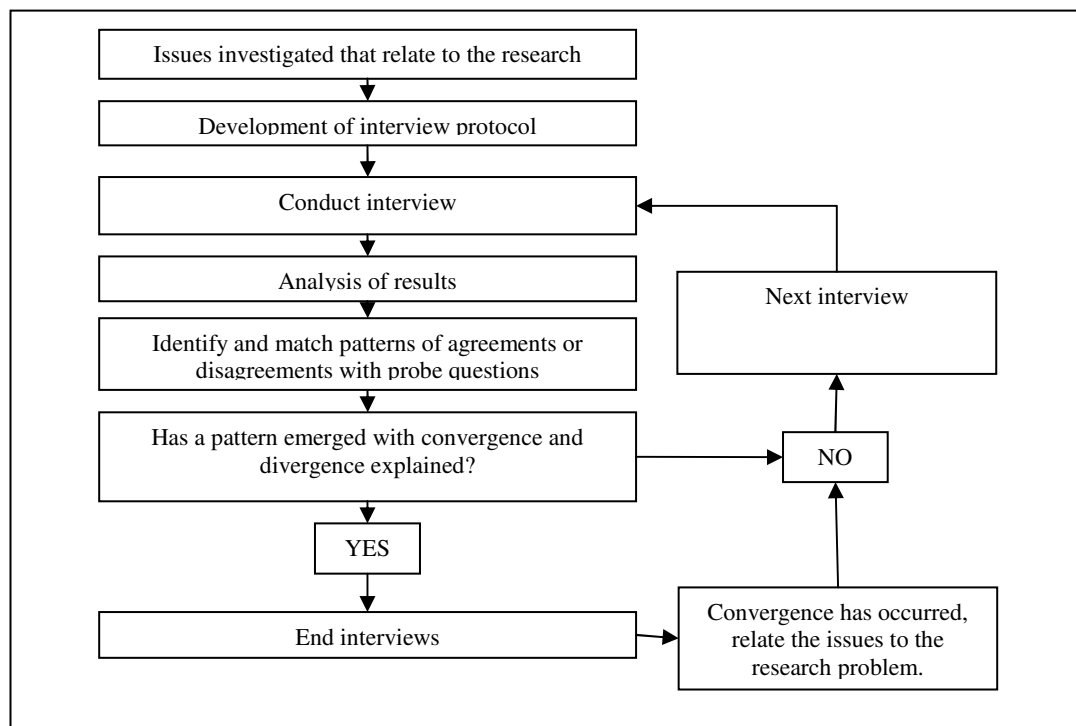 Issues investigated that relate to the research
Development of interview protocol
Conduct interview
Analysis of results
Identify and match patterns of agreements or
disagreements with probe questions
Has a pattern emerged with convergence and
divergence explained?
YES
End interviews
Next interview
NO
Convergence has occurred,
relate the issues to the
research problem.